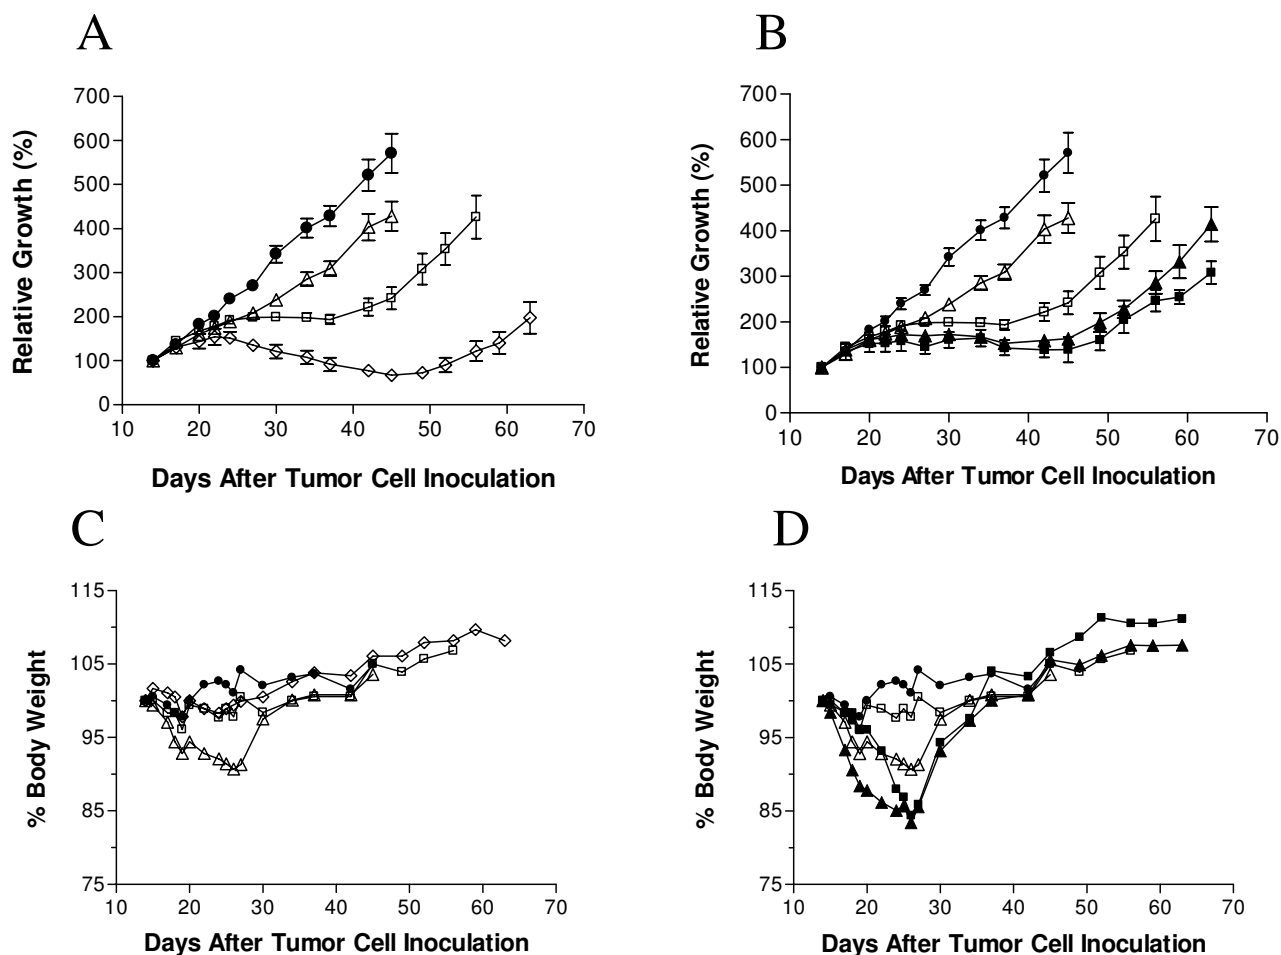 A
B
700
600
500
400
300
200
100
0
10 20 30 40 50 60 70
Relative Growth (%)
Days After Tumor Cell Inoculation
700
600
500
400
300
200
100
0
10 20 30 40 50 60 70
Relative Growth (%)
Days After Tumor Cell Inoculation
C
D
115
105
95
85
75
10 20 30 40 50 60 70
% Body Weight
Days After Tumor Cell Inoculation
115
105
95
85
75
10 20 30 40 50 60 70
% Body Weight
Days After Tumor Cell Inoculation